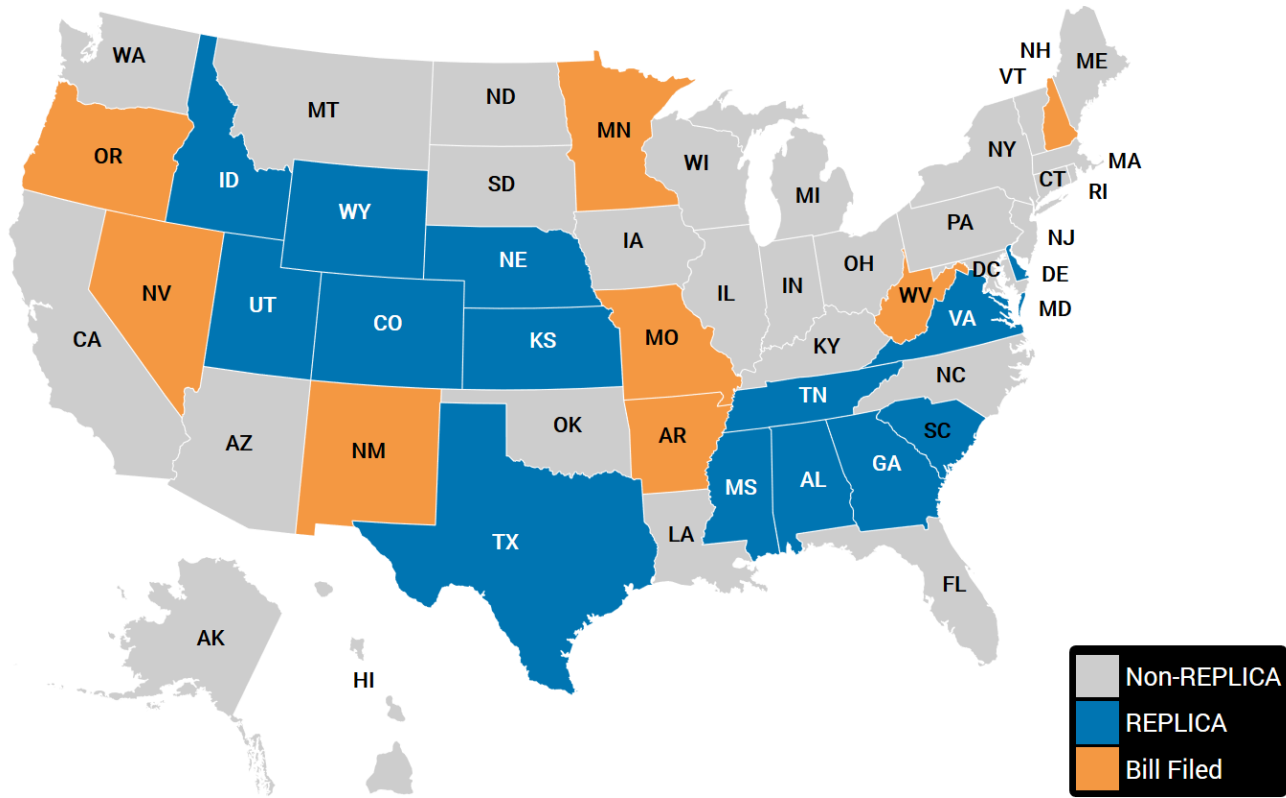 WA
MT
ND
MN
OR
ID
SD
WI
WY
MI
NH
VT
ME
NY
MA
CT
RI
PA
NJ
DE
DC
MD
NE
IA
IL
IN
OH
WV
VA
NV
UT
CO
KS
MO
KY
CA
NC
TN
AZ
NM
OK
AR
SC
MS
AL
GA
TX
LA
FL
AK
HI
Non-REPLICA
REPLICA
Bill Filed